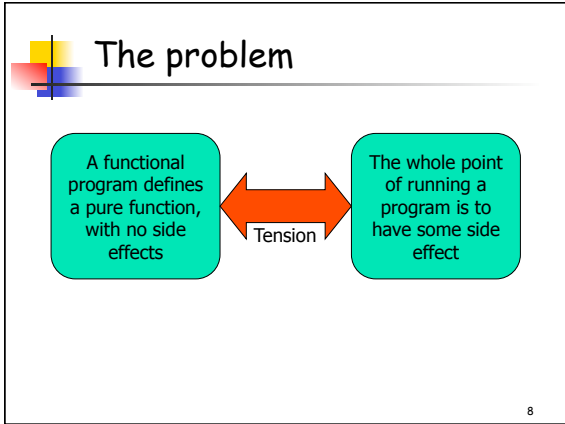 The problem
A functional
program defines
a pure function,
with no side
effects
Tension
The whole point
of running a
program is to
have some side
effect
8